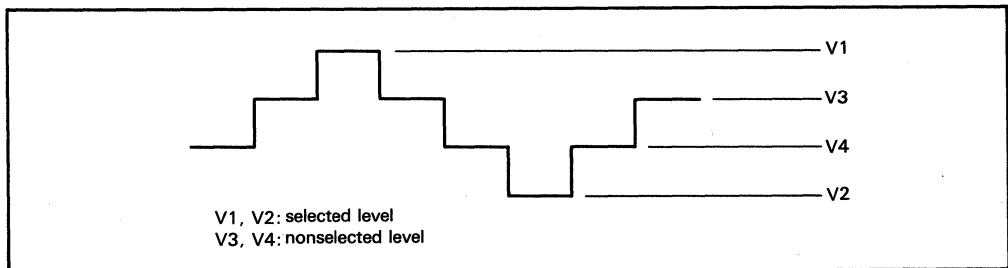 V1
V3
V4
V2
V1, V2: selected level
V3, V4: nonselected level